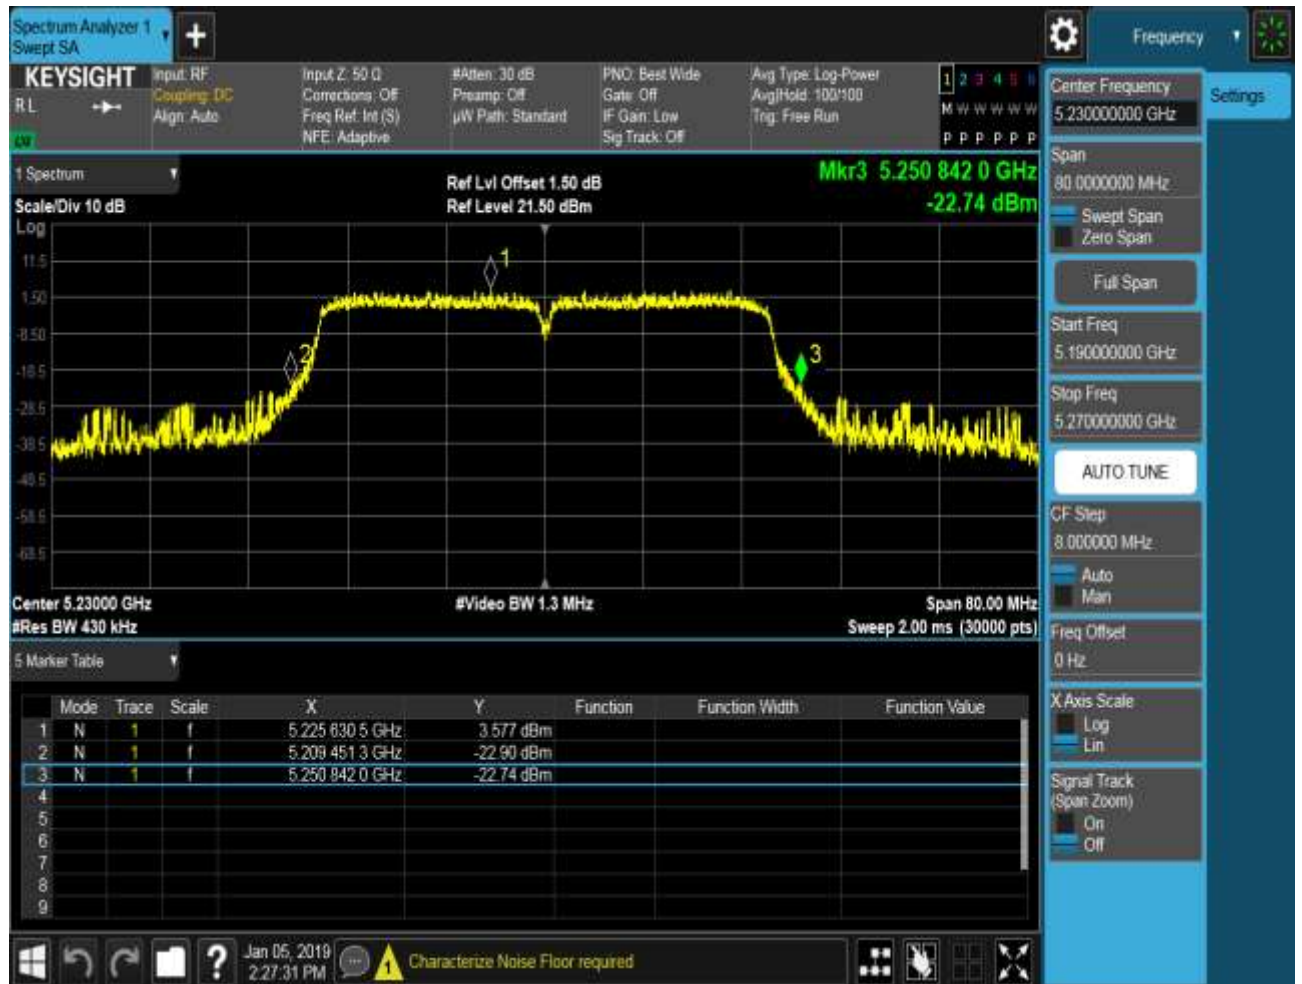 Spectrum Analyzer 1
Swept SA
+
Frequency
KEYSIGHT
RL
Input: RF
Coupling: DC
Align: Auto
Input Z: 50 Ω
Corrections: Off
Freq Ref: Int (S)
NFE: Adaptive
#Atten: 30 dB
Preamp: Off
µW Path: Standard
PNO: Best Wide
Gate: Off
IF Gain: Low
Sig Track: Off
Avg Type: Log-Power
Avg|Hold: 100/100
Trig: Free Run
1 2 3 4 5 6
M W W W W W
P P P P P P
1 Spectrum
Scale/Div 10 dB
Ref Lvl Offset 1.50 dB
Ref Level 21.50 dBm
Mkr3 5.250 842 0 GHz
-22.74 dBm
Log
11.5
1.50
-8.50
-18.5
-28.5
-38.5
-48.5
-58.5
-68.5
1
2
3
Center 5.23000 GHz
#Res BW 430 kHz
#Video BW 1.3 MHz
Span 80.00 MHz
Sweep 2.00 ms (30000 pts)
5 Marker Table
Mode Trace Scale X Y Function Function Width Function Value
1 N 1 f 5.225 630 5 GHz 3.577 dBm
2 N 1 f 5.209 451 3 GHz -22.90 dBm
3 N 1 f 5.250 842 0 GHz -22.74 dBm
4
5
6
7
8
9
Jan 05, 2019
2:27:31 PM
?
1
Characterize Noise Floor required
Settings
Center Frequency
5.230000000 GHz
Span
80.0000000 MHz
Swept Span
Zero Span
Full Span
Start Freq
5.190000000 GHz
Stop Freq
5.270000000 GHz
AUTO TUNE
CF Step
8.000000 MHz
Auto
Man
Freq Offset
0 Hz
X Axis Scale
Log
Lin
Signal Track
(Span Zoom)
On
Off